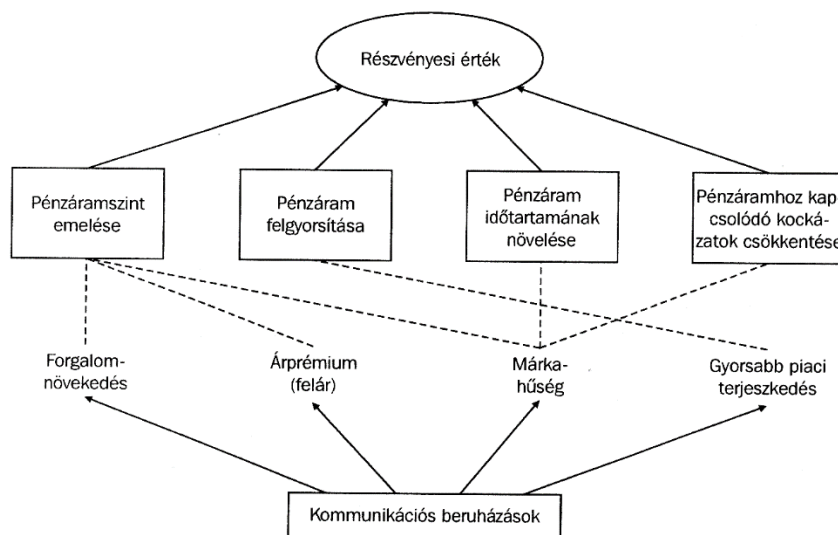 Részvényesi érték
Pénzáramszint
emelése
Pénzáram
felgyorsítása
Pénzáram
időtartamának
növelése
Pénzáramhoz kap-
csolódó kocká-
zatok csökkentése
Forgalom-
növekedés
Árprémium
(felár)
Márka-
hűség
Gyorsabb piaci
terjeszkedés
Kommunikációs beruházások